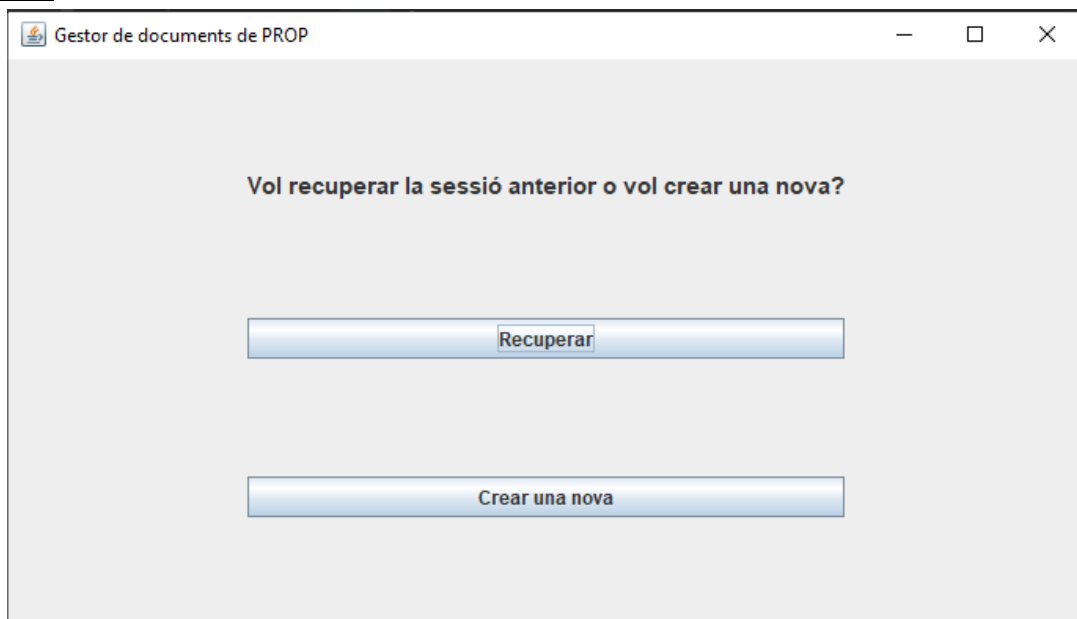 Gestor de documents de PROP
Vol recuperar la sessió anterior o vol crear una nova?
Recuperar
Crear una nova